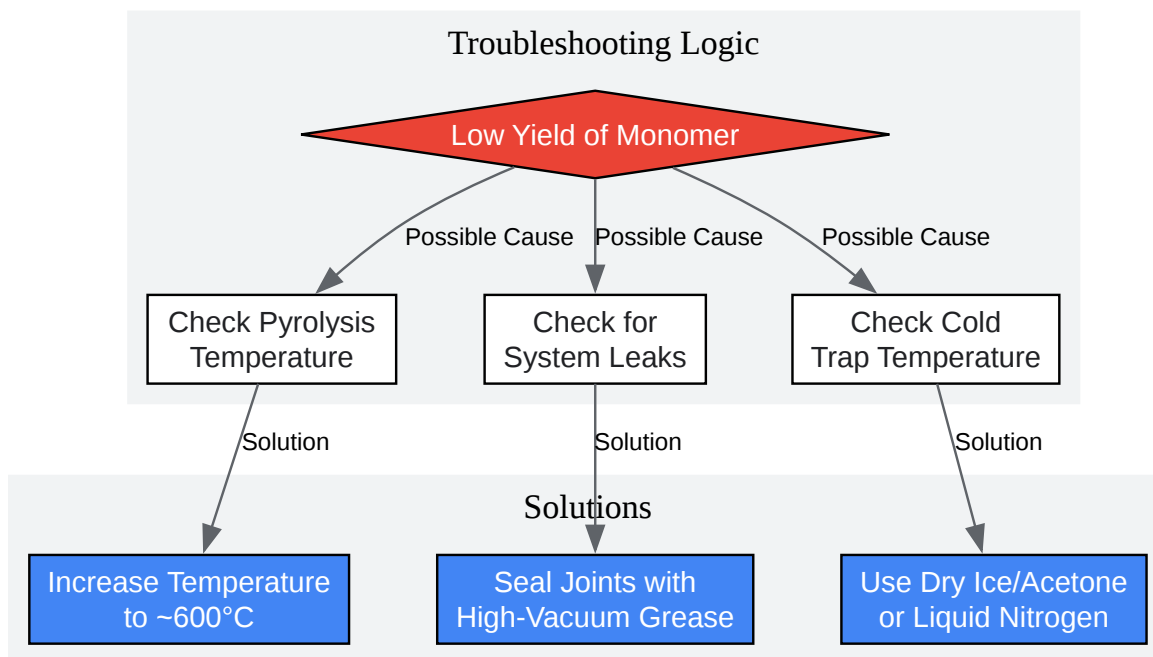 Troubleshooting Logic
Low Yield of Monomer
Possible Cause
Possible Cause
Possible Cause
Check Pyrolysis
Temperature
Check for
System Leaks
Check Cold
Trap Temperature
Solution
Solution
Solution
Solutions
Increase Temperature
to ~600°C
Seal Joints with
High-Vacuum Grease
Use Dry Ice/Acetone
or Liquid Nitrogen